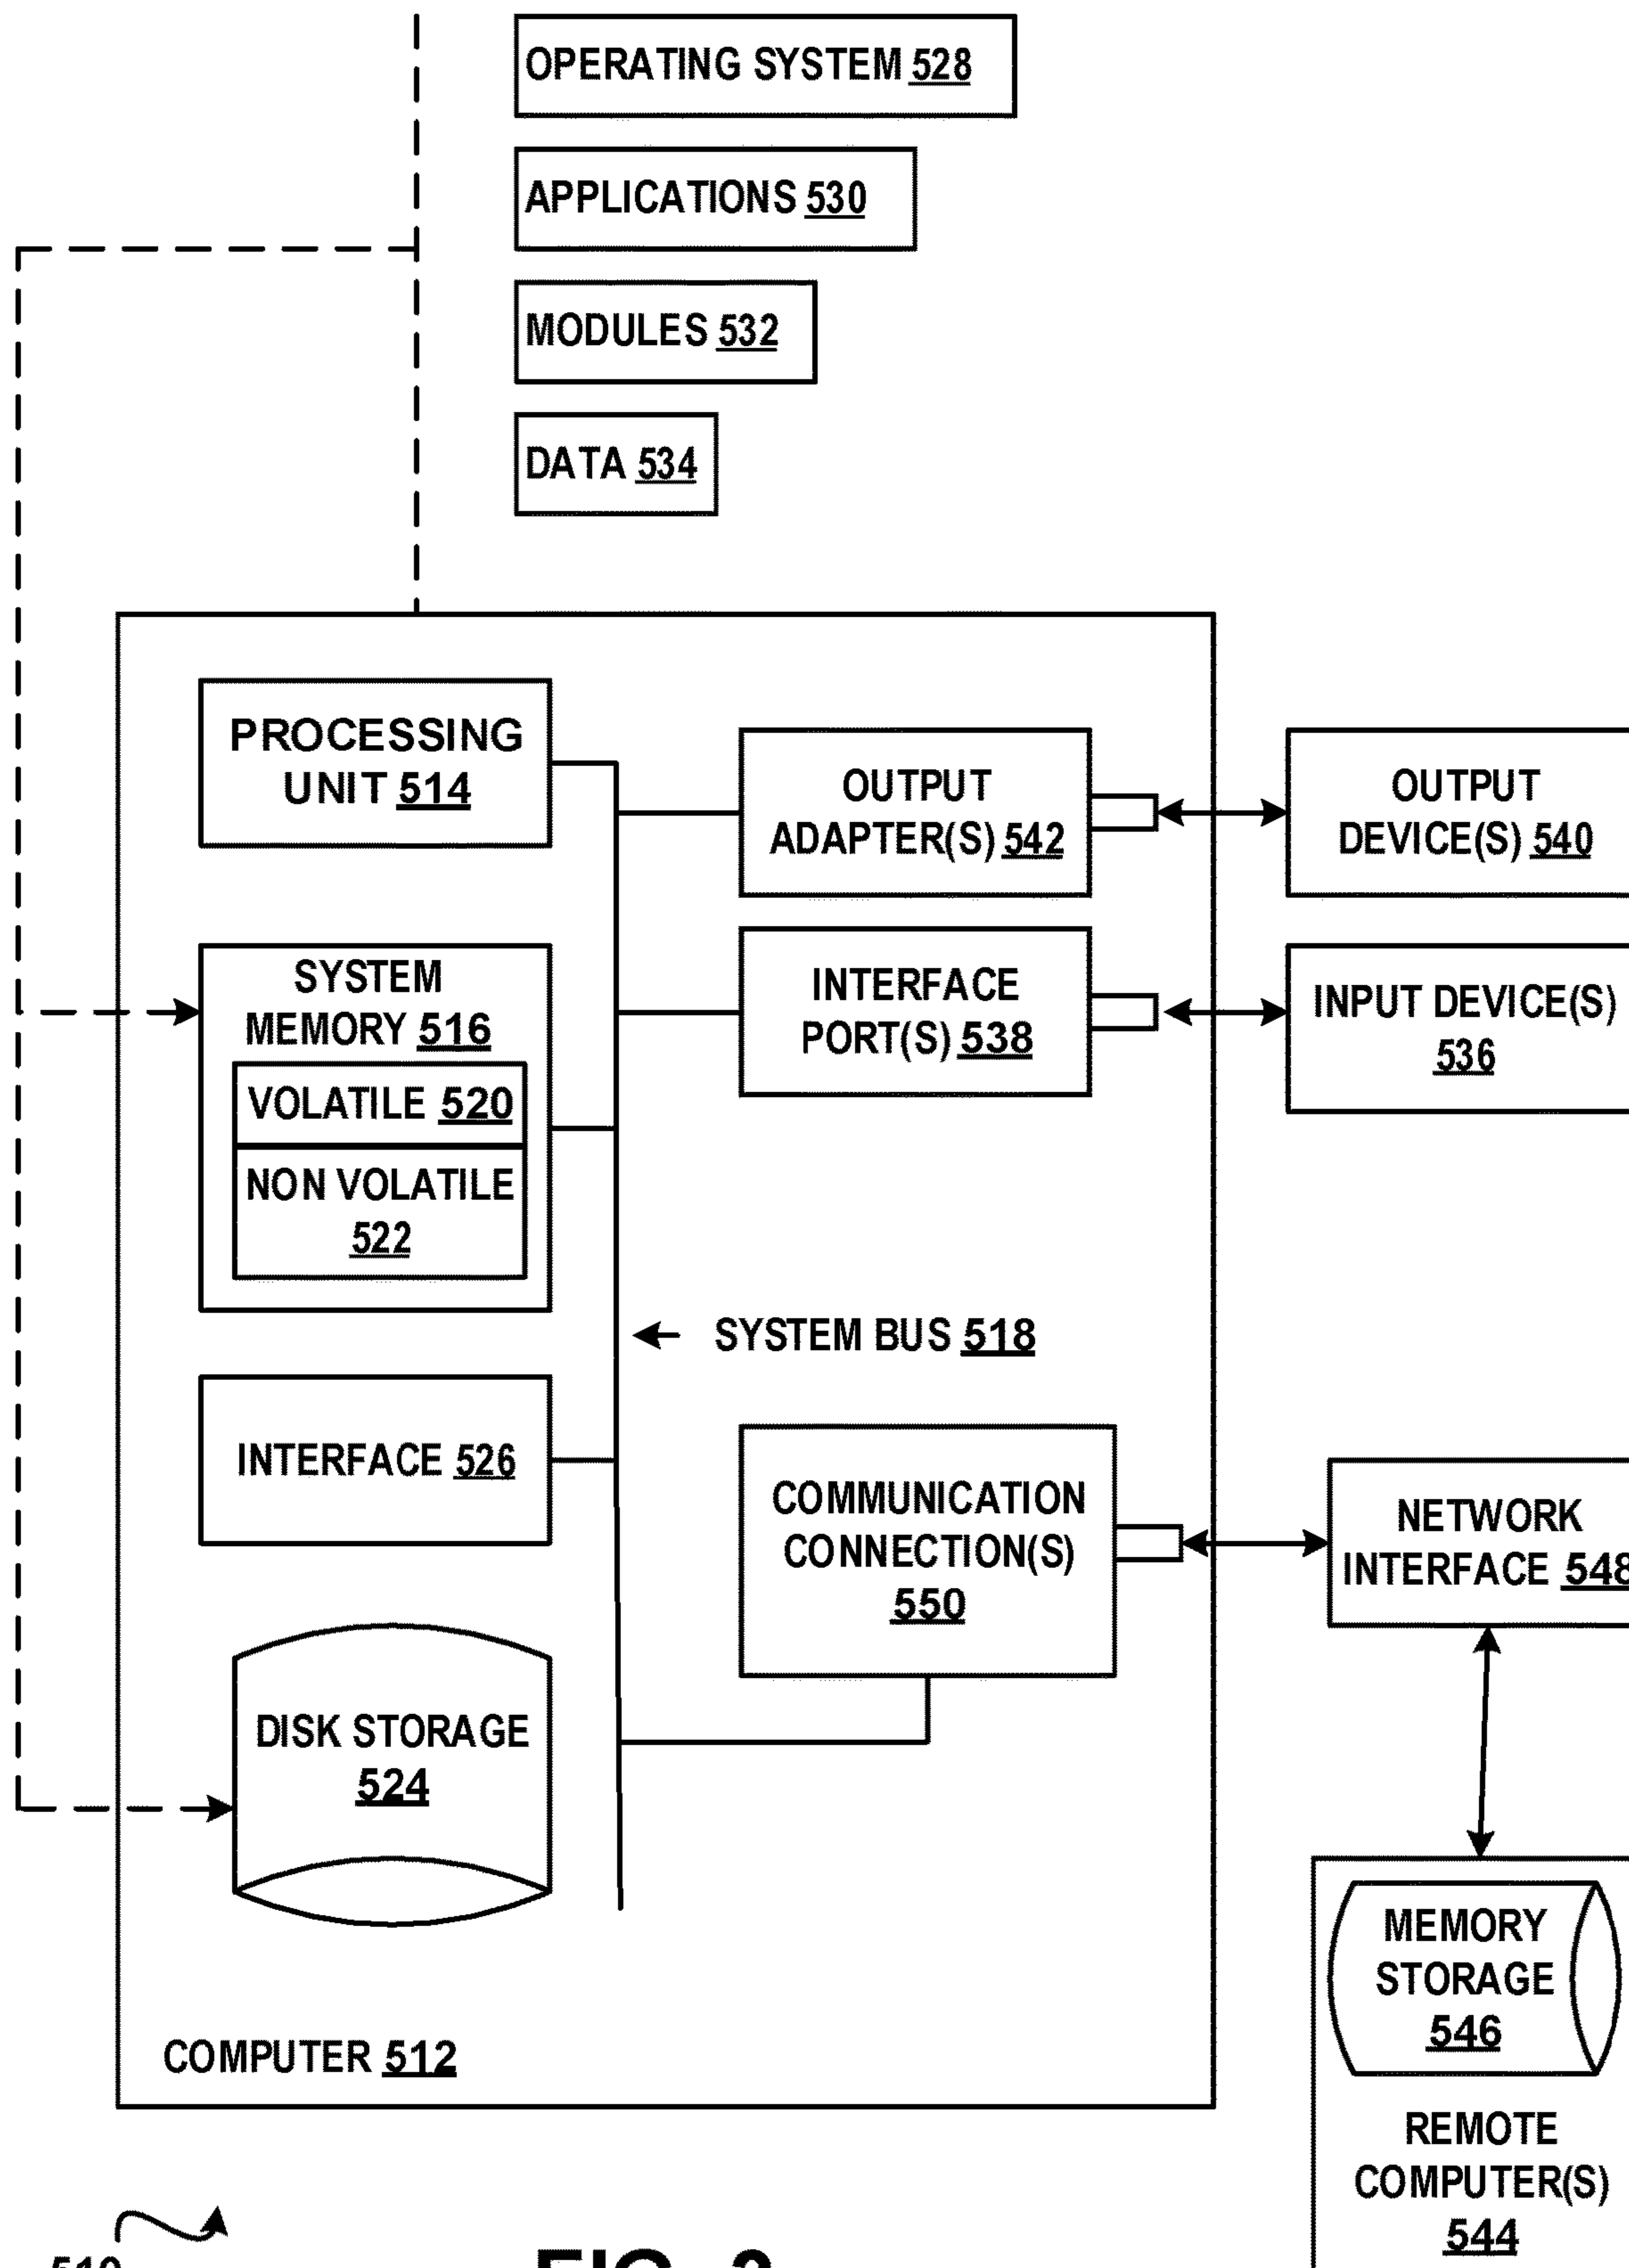 OPERATING SYSTEM 528
APPLICATIONS 530
MODULES 532
DATA 534
PROCESSING
UNIT 514
OUTPUT
ADAPTER(S) 542
OUTPUT
DEVICE(S) 540
SYSTEM
MEMORY 516
VOLATILE 520
NON VOLATILE
522
INTERFACE
PORT(S) 538
INPUT DEVICE(S)
536
SYSTEM BUS 518
INTERFACE 526
COMMUNICATION
CONNECTION(S)
550
NETWORK
INTERFACE 548
DISK STORAGE
524
MEMORY
STORAGE
546
COMPUTER 512
REMOTE
COMPUTER(S)
544
FIG.